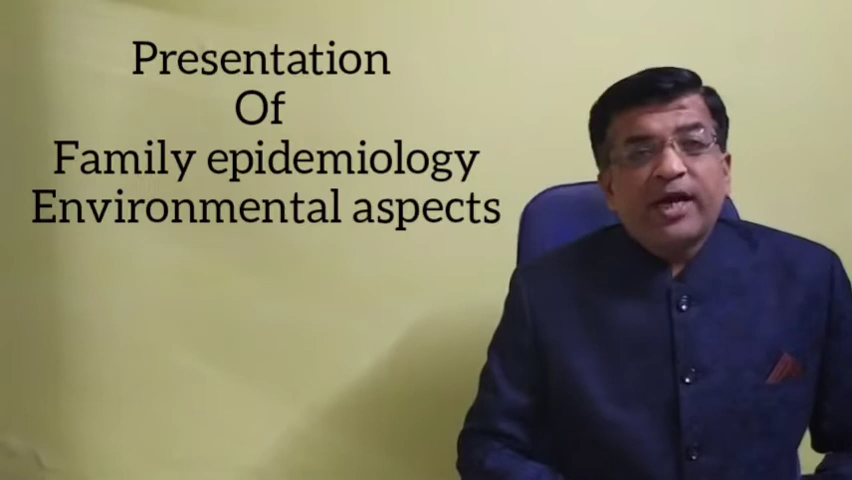 Presentation
Of
Family epidemiology
Environmental aspects